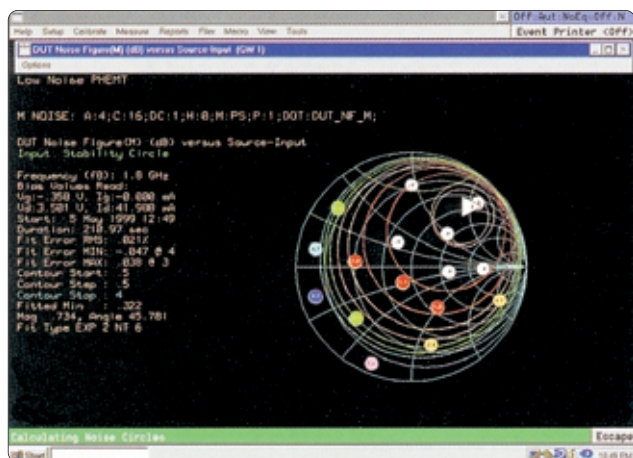 Off:Aut:NoEq:Off:N
Help Setup Calibrate Measure Reports Files Macro View Tools
Event Printer (Off)
DUT Noise Figure(M) (dB) versus Source-Input (GW 1)
Options
Low Noise PHEMT
M NOISE: A:4;C:16;DC:1;H:0;M:PS;P:1;DOT:DUT_NF_M;
DUT Noise Figure(M) (dB) versus Source-Input
Input Stability Circle
Frequency (f0): 1.8 GHz
Bias Values Read:
Vg:-.350 V, Ig:-0.000 mA
Vd:3.501 V, Id:41.900 mA
Start: 5 May 1999 12:49
Duration: 210.97 sec
Fit Error RMS: .021%
Fit Error MIN: -.047 @ 4
Fit Error MAX: .038 @ 3
Contour Start: .5
Contour Step : .5
Contour Stop : 4
Fitted Min : .322
Mag .734, Angle 45.781
Fit Type EXP 2 NT 6
Calculating Noise Circles
Escape
Start